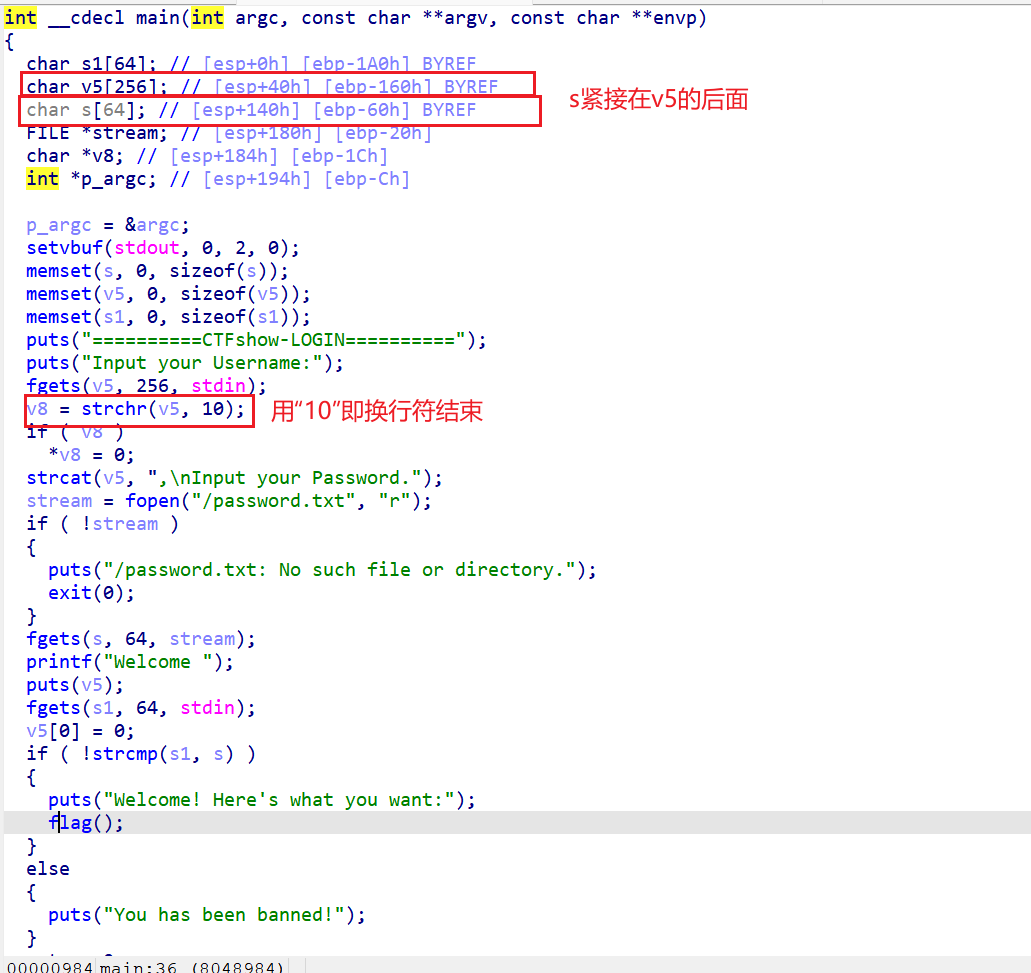 int __cdecl main(int argc, const char **argv, const char **envp)
{
char s1[64]; // [esp+0h] [ebp-1A0h] BYREF
char v5[256]; // [esp+40h] [ebp-160h] BYREF
char s[64]; // [esp+140h] [ebp-60h] BYREF
s紧接在v5的后面
FILE *stream; // [esp+180h] [ebp-20h]
char *v8; // [esp+184h] [ebp-1Ch]
int *p_argc; // [esp+194h] [ebp-Ch]
p_argc = &argc;
setvbuf(stdout, 0, 2, 0);
memset(s, 0, sizeof(s));
memset(v5, 0, sizeof(v5));
memset(s1, 0, sizeof(s1));
puts("==========CTFshow-LOGIN==========");
puts("Input your Username:");
fgets(v5, 256, stdin);
v8 = strchr(v5, 10);
用“10”即换行符结束
if ( v8 )
*v8 = 0;
strcat(v5, ",\nInput your Password.");
stream = fopen("/password.txt", "r");
if ( !stream )
{
puts("/password.txt: No such file or directory.");
exit(0);
}
fgets(s, 64, stream);
printf("Welcome ");
puts(v5);
fgets(s1, 64, stdin);
v5[0] = 0;
if ( !strcmp(s1, s) )
{
puts("Welcome! Here's what you want:");
flag();
}
else
{
puts("You has been banned!");
}
00000984 main:36 (8048984)